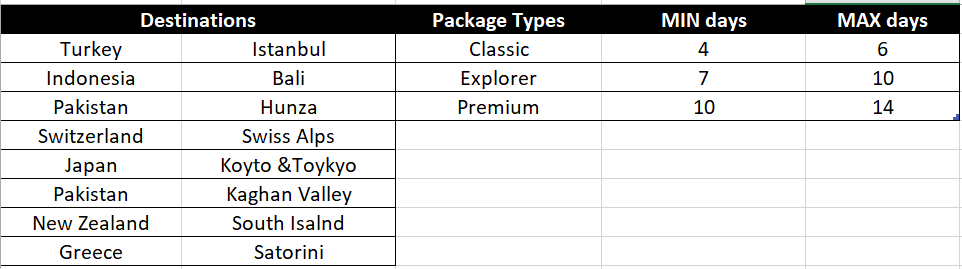 Destinations Package Types MIN days MAX days
Turkey Istanbul Classic 4 6
Indonesia Bali Explorer 7 10
Pakistan Hunza Premium 10 14
Switzerland Swiss Alps
Japan Koyto &Toykyo
Pakistan Kaghan Valley
New Zealand South Isalnd
Greece Satorini